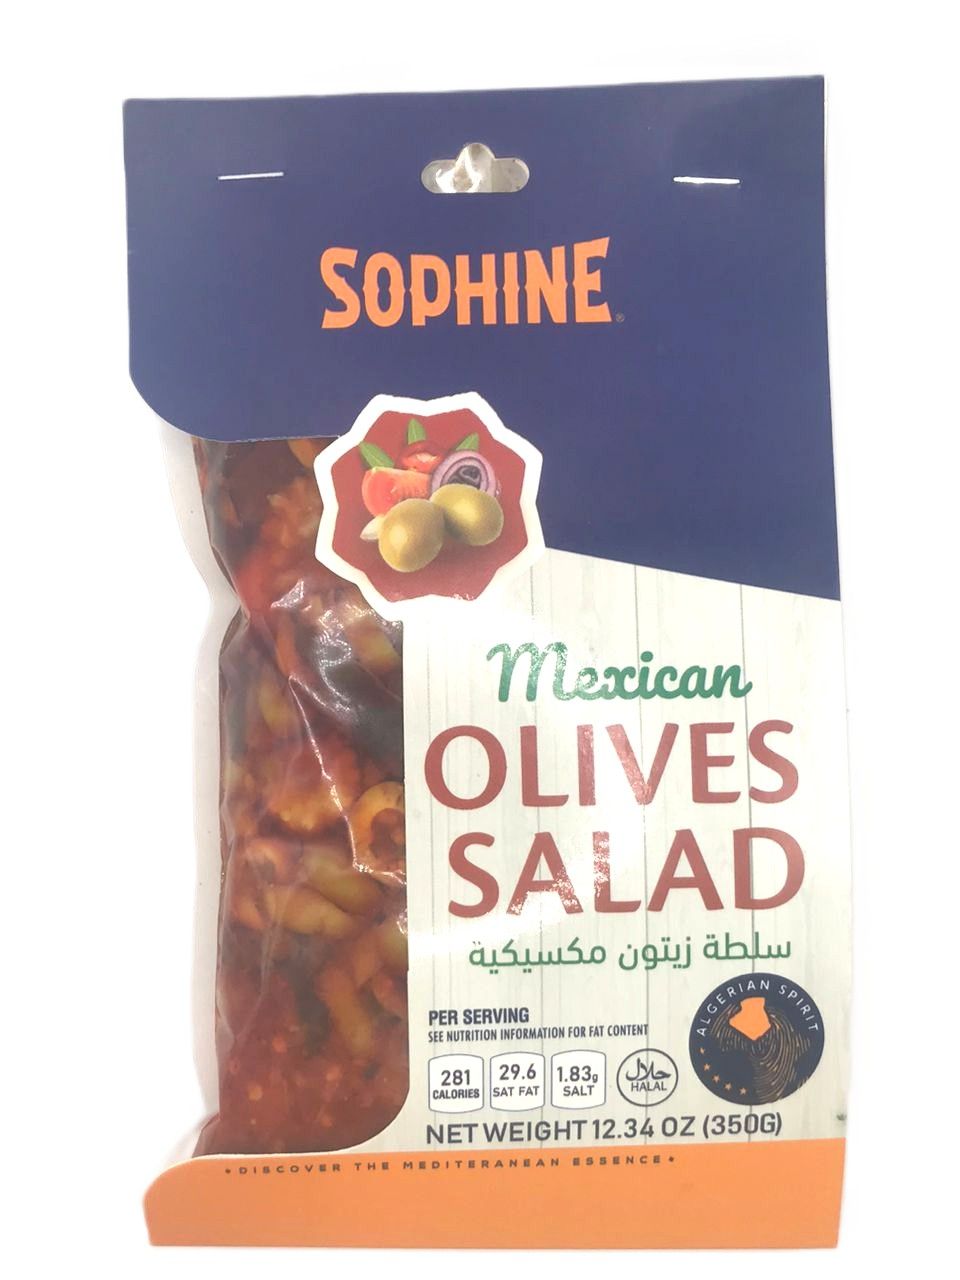 SOPHINE®
Mexican
OLIVES
SALAD
سلطة زيتون مكسيكية
ALGERIAN SPIRIT
PER SERVING
SEE NUTRITION INFORMATION FOR FAT CONTENT
281
CALORIES
29.6
SAT FAT
1.83g
SALT
حلال
HALAL
NET WEIGHT 12.34 OZ (350G)
• DISCOVER THE MEDITERANEAN ESSENCE •